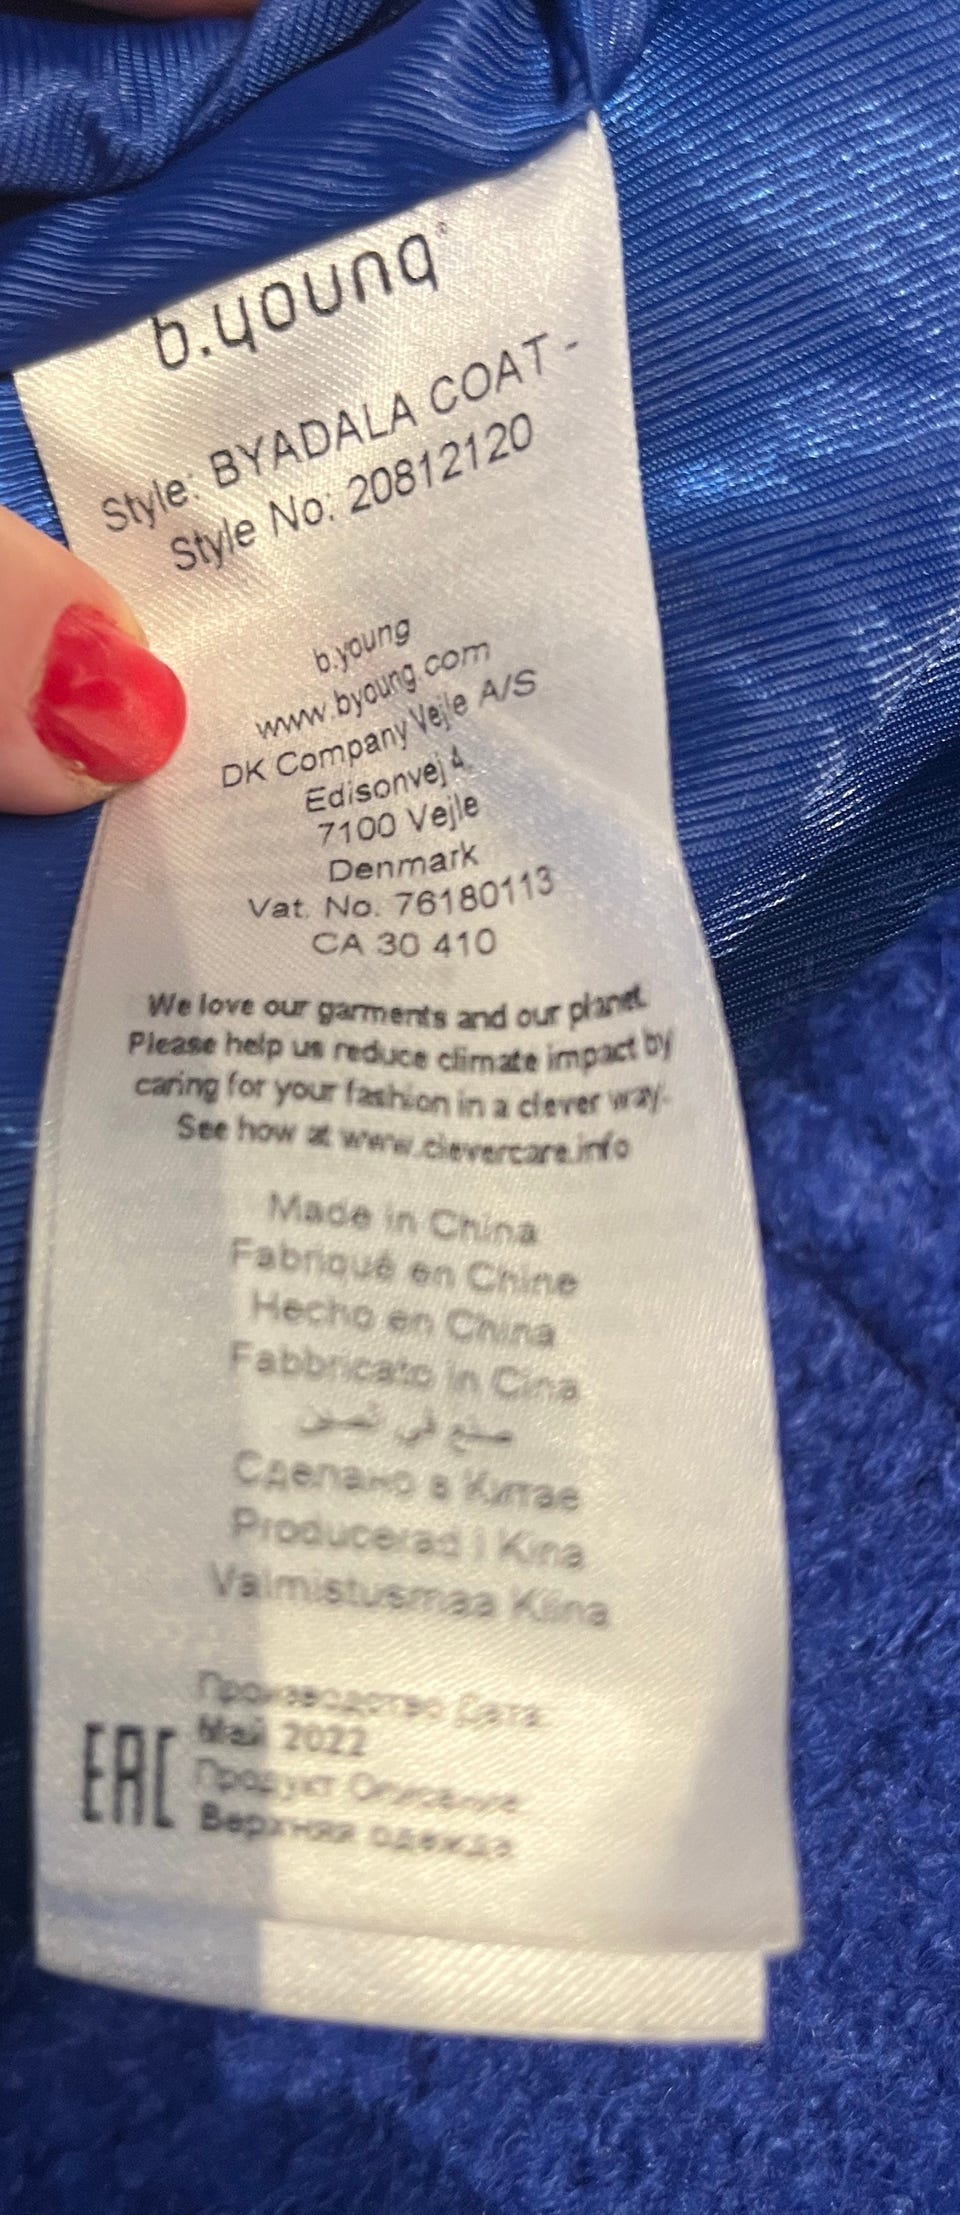 b.young®
Style: BYADALA COAT -
Style No: 20812120
b.young
www.byoung.com
DK Company Vejle A/S
Edisonvej 4
7100 Vejle
Denmark
Vat. No. 76180113
CA 30 410
We love our garments and our planet.
Please help us reduce climate impact by
caring for your fashion in a clever way.
See how at www.clevercare.info
Made in China
Fabriqué en Chine
Hecho en China
Fabbricato in Cina
صنع في الصين
Сделано в Китае
Producerad I Kina
Valmistusmaa Kiina
Производство Дата:
Май 2022
Продукт Описание
Верхняя одежда
EAC